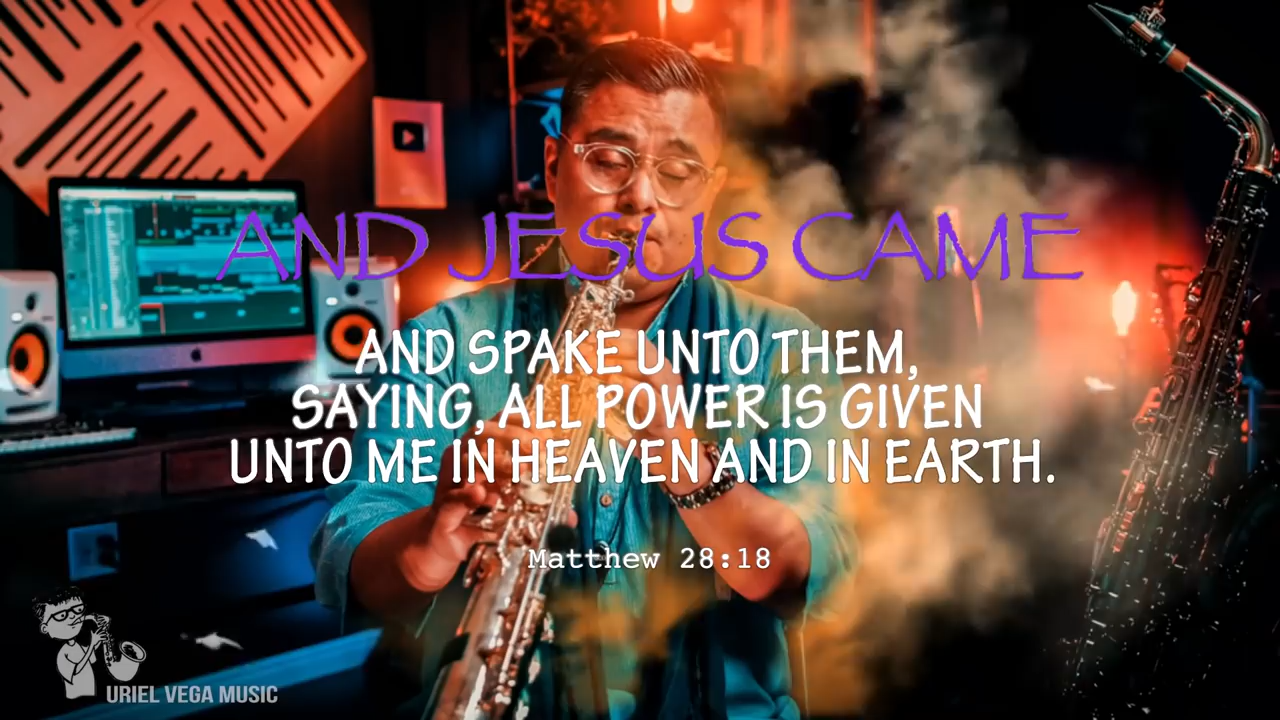 AND JESUS CAME
AND SPAKE UNTO THEM,
SAYING, ALL POWER IS GIVEN
UNTO ME IN HEAVEN AND IN EARTH.
Matthew 28:18
URIEL VEGA MUSIC